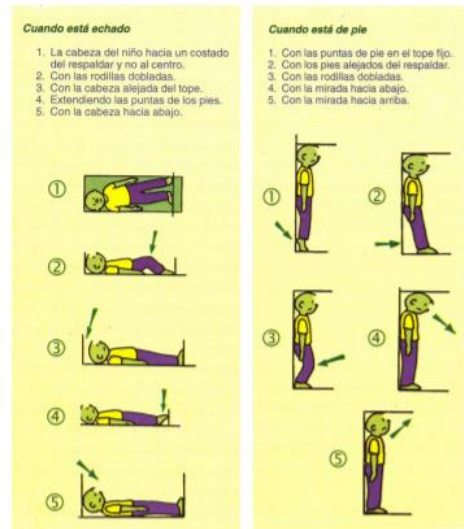 Cuando está echado
1. La cabeza del niño hacia un costado
del respaldar y no al centro.
2. Con las rodillas dobladas.
3. Con la cabeza alejada del tope.
4. Extendiendo las puntas de los pies.
5. Con la cabeza hacia abajo.
1
2
3
4
5
Cuando está de pie
1. Con las puntas de pie en el tope fijo.
2. Con los pies alejados del respaldar.
3. Con las rodillas dobladas.
4. Con la mirada hacia abajo.
5. Con la mirada hacia arriba.
1
2
3
4
5